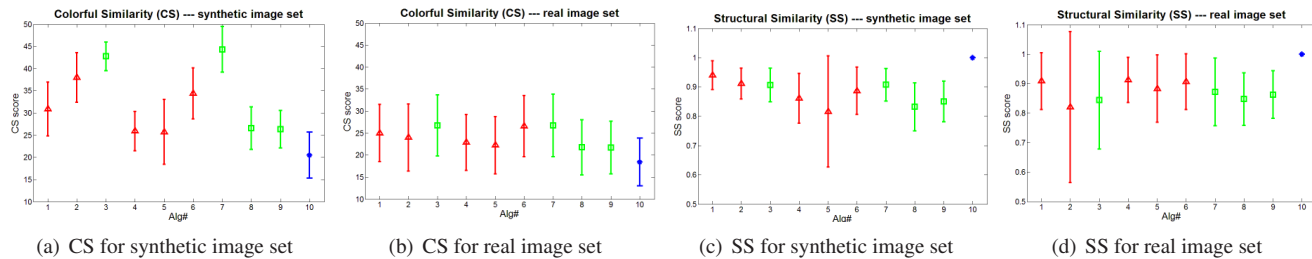 Colorful Similarity (CS) --- synthetic image set
50
45
40
35
30
25
20
15
10
CS score
1 2 3 4 5 6 7 8 9 10
Alg#
(a) CS for synthetic image set
Colorful Similarity (CS) --- real image set
50
45
40
35
30
25
20
15
10
CS score
1 2 3 4 5 6 7 8 9 10
Alg#
(b) CS for real image set
Structural Similarity (SS) --- synthetic image set
1.1
1
0.9
0.8
0.7
0.6
0.5
SS score
1 2 3 4 5 6 7 8 9 10
Alg#
(c) SS for synthetic image set
Structural Similarity (SS) --- real image set
1.1
1
0.9
0.8
0.7
0.6
0.5
SS score
1 2 3 4 5 6 7 8 9 10
Alg#
(d) SS for real image set